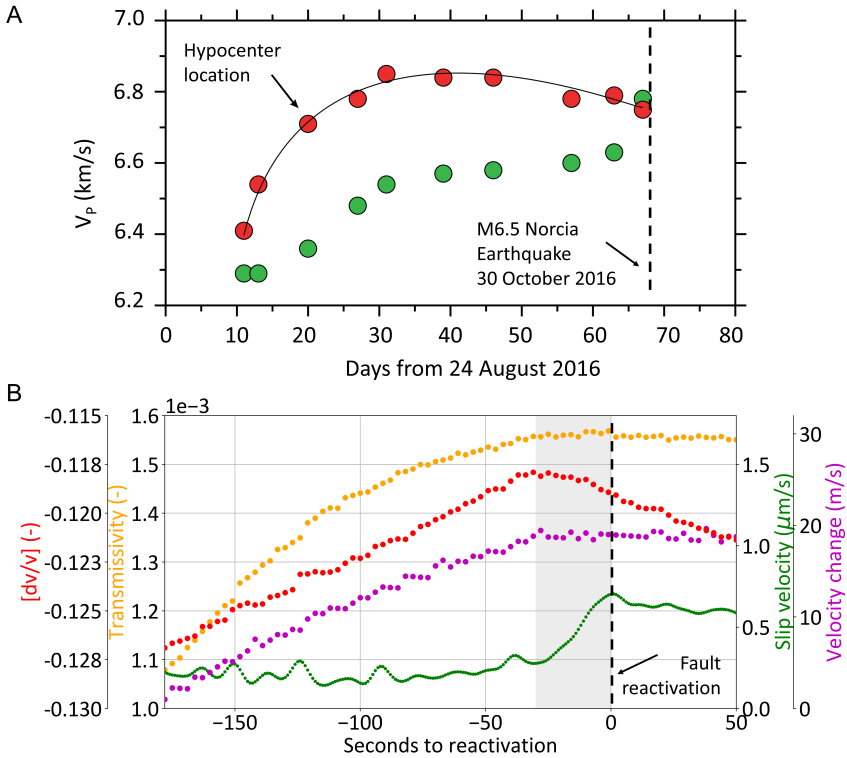 A
7.0
6.8
6.6
6.4
6.2
V_P (km/s)
Hypocenter
location
M6.5 Norcia
Earthquake
30 October 2016
0 10 20 30 40 50 60 70 80
Days from 24 August 2016
B
1e−3
-0.115 1.6
-0.118 1.5
-0.120 1.4
-0.123 1.3
-0.125 1.2
-0.128 1.1
-0.130 1.0
[dv/v] (-)
Transmissivity (-)
1.5
1.0
0.5
0.0
Slip velocity (μm/s)
30
20
10
0
Velocity change (m/s)
Fault
reactivation
−150 −100 −50 0 50
Seconds to reactivation